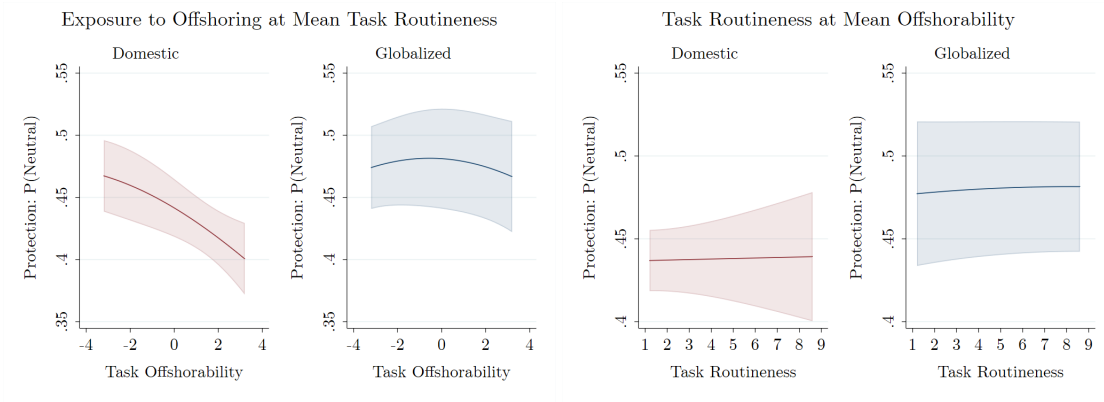 Exposure to Offshoring at Mean Task Routineness
Domestic
Protection: P(Neutral)
.55
.5
.45
.4
.35
-4 -2 0 2 4
Task Offshorability
Globalized
Protection: P(Neutral)
.55
.5
.45
.4
.35
-4 -2 0 2 4
Task Offshorability
Task Routineness at Mean Offshorability
Domestic
Protection: P(Neutral)
.55
.5
.45
.4
1 2 3 4 5 6 7 8 9
Task Routineness
Globalized
Protection: P(Neutral)
.55
.5
.45
.4
1 2 3 4 5 6 7 8 9
Task Routineness